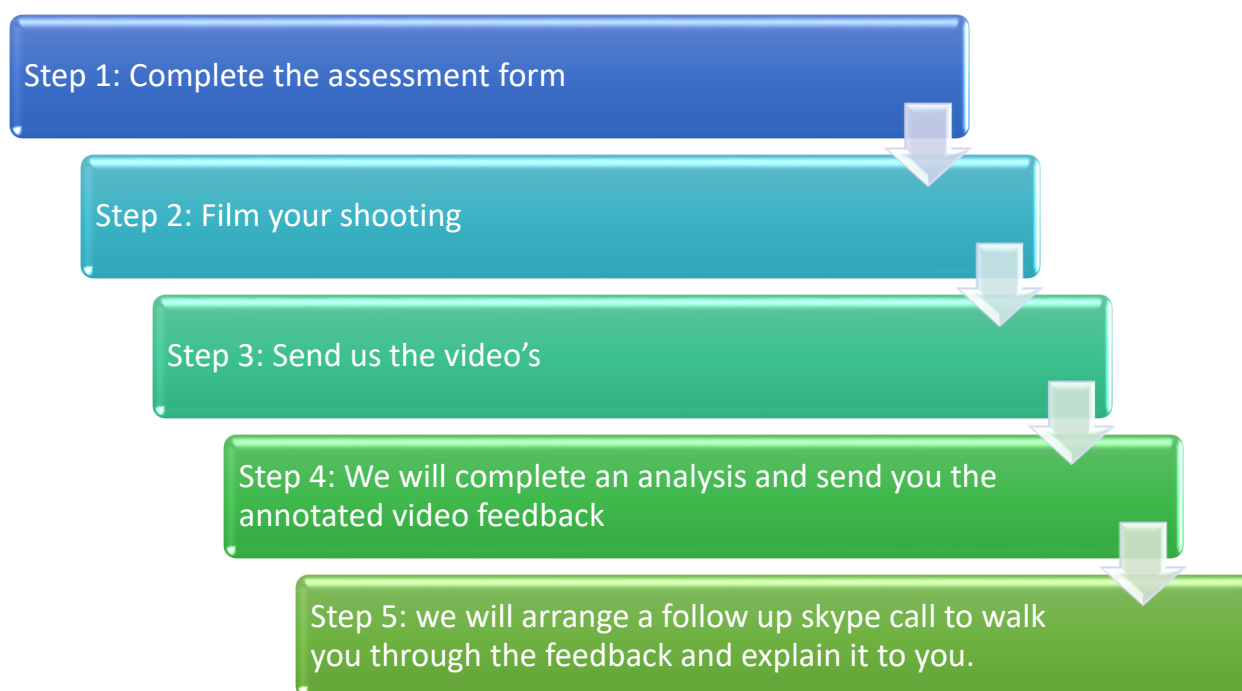 Step 1: Complete the assessment form
Step 2: Film your shooting
Step 3: Send us the video’s
Step 4: We will complete an analysis and send you the
annotated video feedback
Step 5: we will arrange a follow up skype call to walk
you through the feedback and explain it to you.